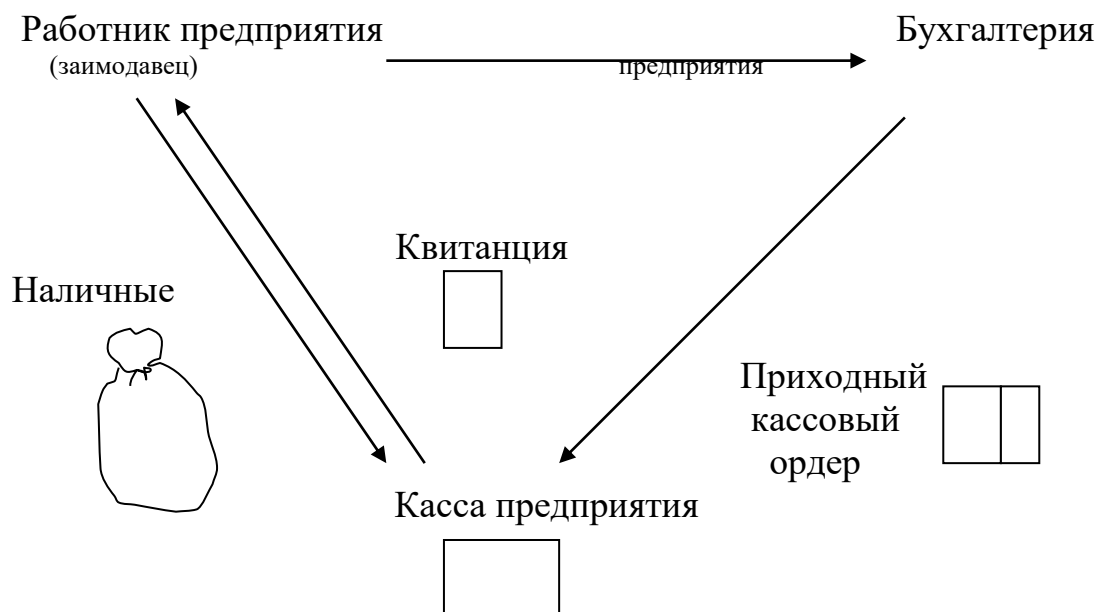 Работник предприятия
Бухгалтерия
(заимодавец)
предприятия
Квитанция
Наличные
Приходный
кассовый
ордер
Касса предприятия